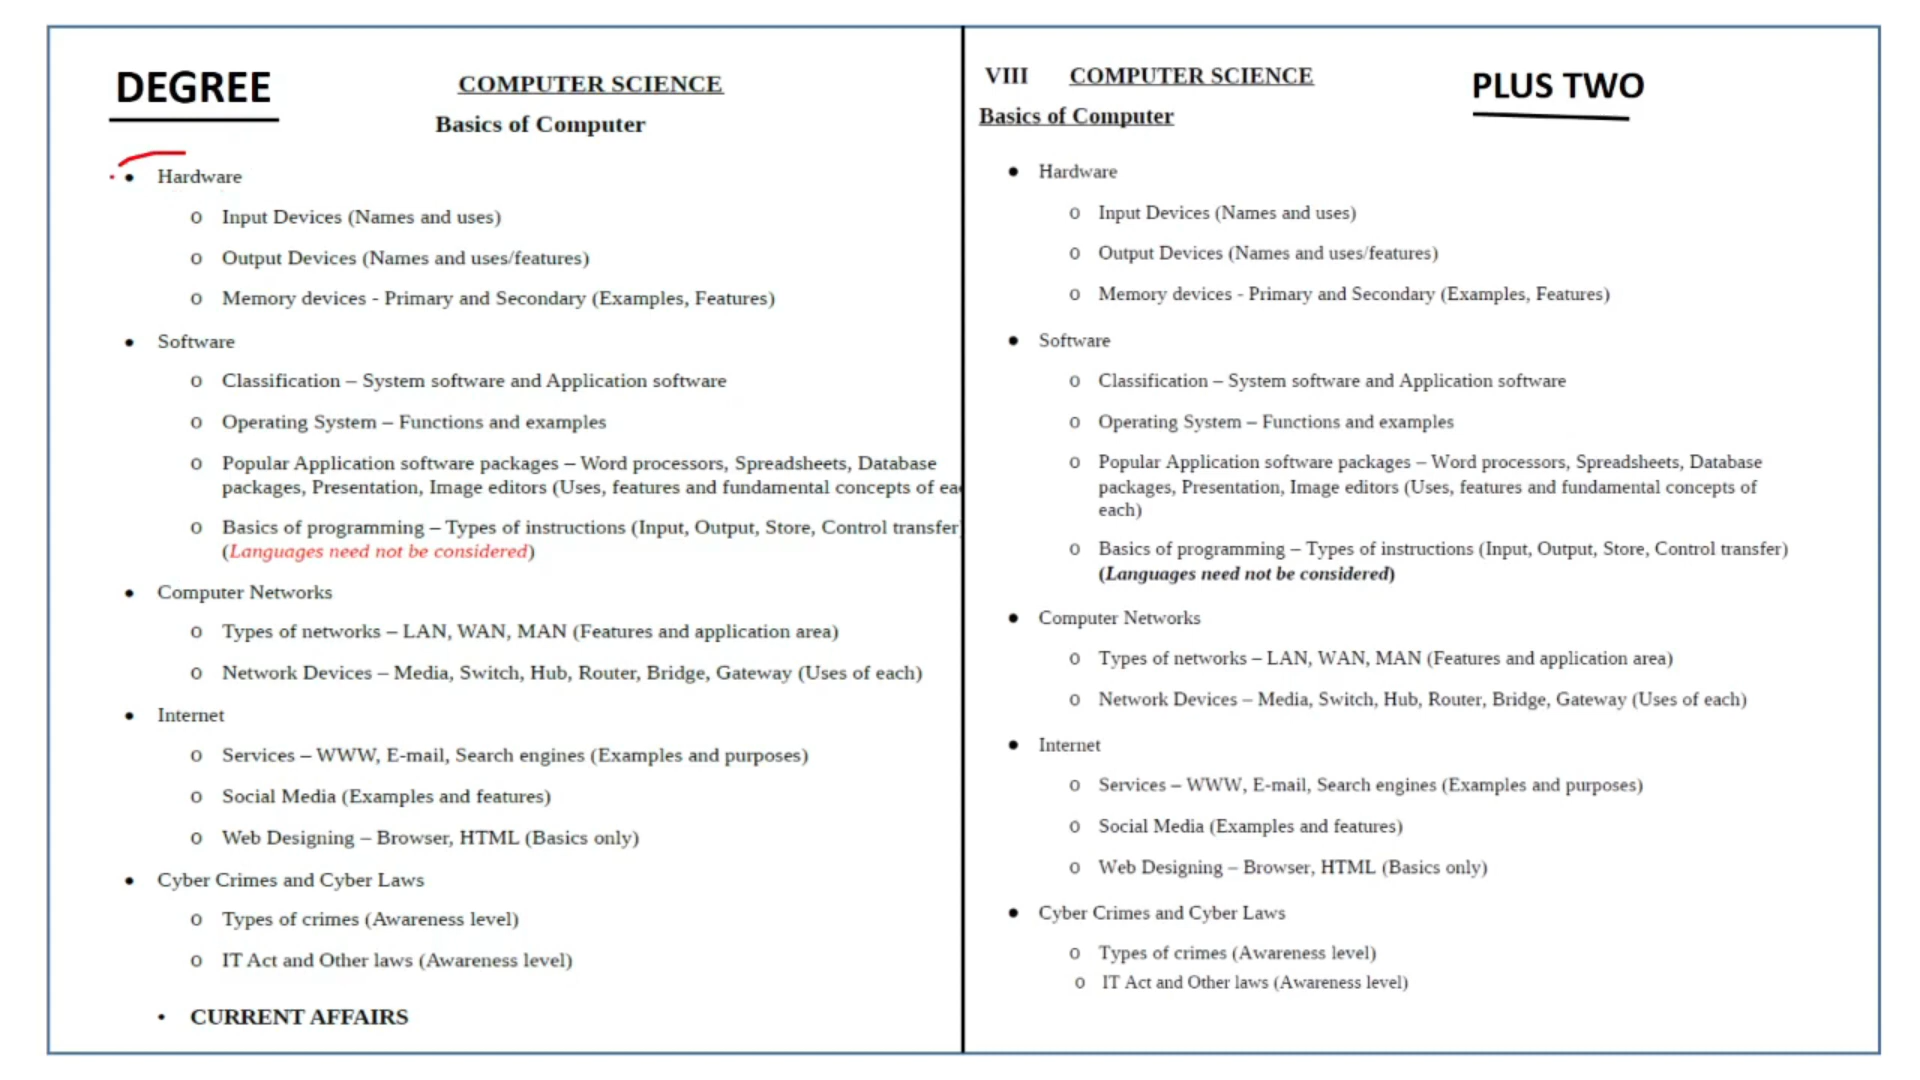 DEGREE
COMPUTER SCIENCE
Basics of Computer
• Hardware
o Input Devices (Names and uses)
o Output Devices (Names and uses/features)
o Memory devices - Primary and Secondary (Examples, Features)
• Software
o Classification – System software and Application software
o Operating System – Functions and examples
o Popular Application software packages – Word processors, Spreadsheets, Database
packages, Presentation, Image editors (Uses, features and fundamental concepts of ea
o Basics of programming – Types of instructions (Input, Output, Store, Control transfer)
(Languages need not be considered)
• Computer Networks
o Types of networks – LAN, WAN, MAN (Features and application area)
o Network Devices – Media, Switch, Hub, Router, Bridge, Gateway (Uses of each)
• Internet
o Services – WWW, E-mail, Search engines (Examples and purposes)
o Social Media (Examples and features)
o Web Designing – Browser, HTML (Basics only)
• Cyber Crimes and Cyber Laws
o Types of crimes (Awareness level)
o IT Act and Other laws (Awareness level)
• CURRENT AFFAIRS
VIII COMPUTER SCIENCE
PLUS TWO
Basics of Computer
• Hardware
o Input Devices (Names and uses)
o Output Devices (Names and uses/features)
o Memory devices - Primary and Secondary (Examples, Features)
• Software
o Classification – System software and Application software
o Operating System – Functions and examples
o Popular Application software packages – Word processors, Spreadsheets, Database
packages, Presentation, Image editors (Uses, features and fundamental concepts of
each)
o Basics of programming – Types of instructions (Input, Output, Store, Control transfer)
(Languages need not be considered)
• Computer Networks
o Types of networks – LAN, WAN, MAN (Features and application area)
o Network Devices – Media, Switch, Hub, Router, Bridge, Gateway (Uses of each)
• Internet
o Services – WWW, E-mail, Search engines (Examples and purposes)
o Social Media (Examples and features)
o Web Designing – Browser, HTML (Basics only)
• Cyber Crimes and Cyber Laws
o Types of crimes (Awareness level)
o IT Act and Other laws (Awareness level)